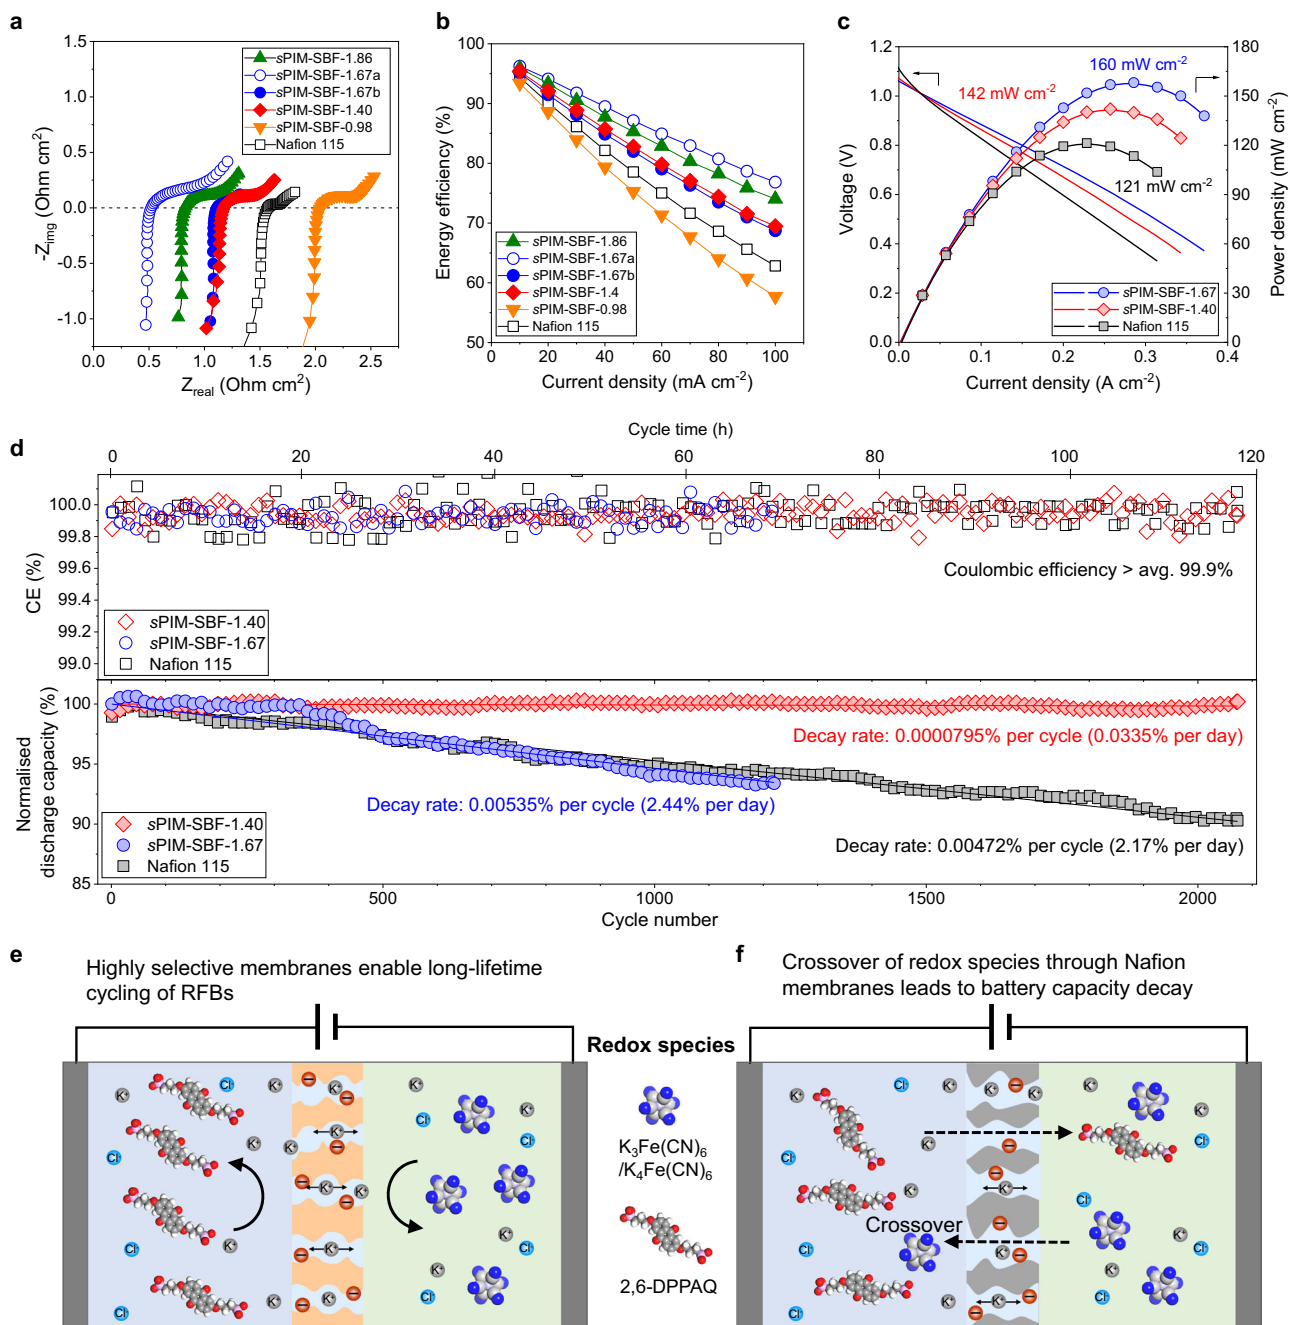 a
1.5
1.0
0.5
0.0
-0.5
-1.0
-Zimg (Ohm cm²)
0.0 0.5 1.0 1.5 2.0 2.5
Zreal (Ohm cm²)
sPIM-SBF-1.86
sPIM-SBF-1.67a
sPIM-SBF-1.67b
sPIM-SBF-1.40
sPIM-SBF-0.98
Nafion 115
b
100
90
80
70
60
50
Energy efficiency (%)
0 20 40 60 80 100
Current density (mA cm-2)
sPIM-SBF-1.86
sPIM-SBF-1.67a
sPIM-SBF-1.67b
sPIM-SBF-1.4
sPIM-SBF-0.98
Nafion 115
c
1.2
1.0
0.8
0.6
0.4
0.2
0.0
Voltage (V)
180
150
120
90
60
30
0
Power density (mW cm-2)
160 mW cm-2
142 mW cm-2
121 mW cm-2
sPIM-SBF-1.67
sPIM-SBF-1.40
Nafion 115
0.0 0.1 0.2 0.3 0.4
Current density (A cm-2)
d
Cycle time (h)
0 20 40 60 80 100 120
100.0
99.8
99.6
99.4
99.2
99.0
CE (%)
Coulombic efficiency > avg. 99.9%
sPIM-SBF-1.40
sPIM-SBF-1.67
Nafion 115
100
95
90
85
Normalised
discharge capacity (%)
Decay rate: 0.0000795% per cycle (0.0335% per day)
Decay rate: 0.00535% per cycle (2.44% per day)
Decay rate: 0.00472% per cycle (2.17% per day)
sPIM-SBF-1.40
sPIM-SBF-1.67
Nafion 115
0 500 1000 1500 2000
Cycle number
e
Highly selective membranes enable long-lifetime
cycling of RFBs
f
Crossover of redox species through Nafion
membranes leads to battery capacity decay
Redox species
K3Fe(CN)6
/K4Fe(CN)6
2,6-DPPAQ
Crossover
K⁺
Cl⁻